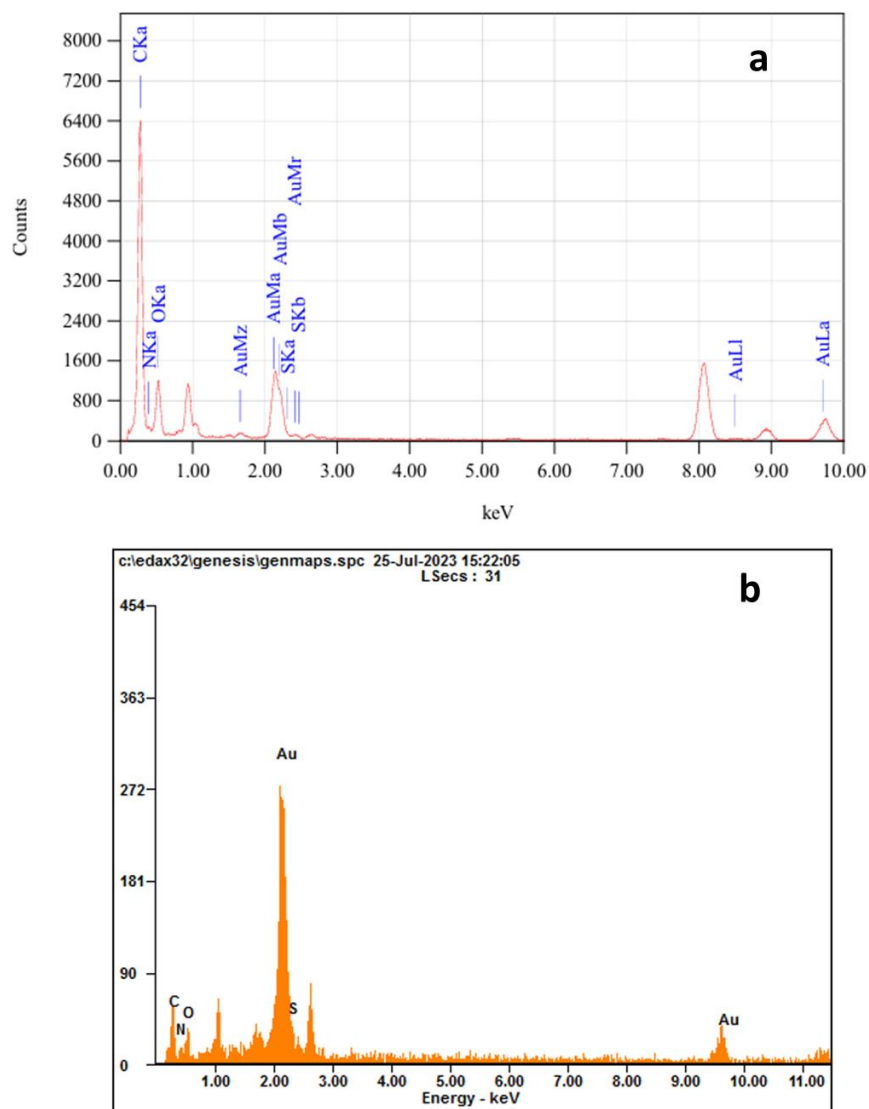 a
8000
7200
6400
5600
4800
4000
3200
2400
1600
800
0
Counts
CKa
NKa
OKa
AuMz
AuMa
AuMb
SKa
AuMr
SKb
AuLl
AuLa
0.00 1.00 2.00 3.00 4.00 5.00 6.00 7.00 8.00 9.00 10.00
keV
c:\edax32\genesis\genmaps.spc 25-Jul-2023 15:22:05
LSecs : 31
b
454
363
272
181
90
0
Au
C
N
O
S
Au
1.00 2.00 3.00 4.00 5.00 6.00 7.00 8.00 9.00 10.00 11.00
Energy - keV